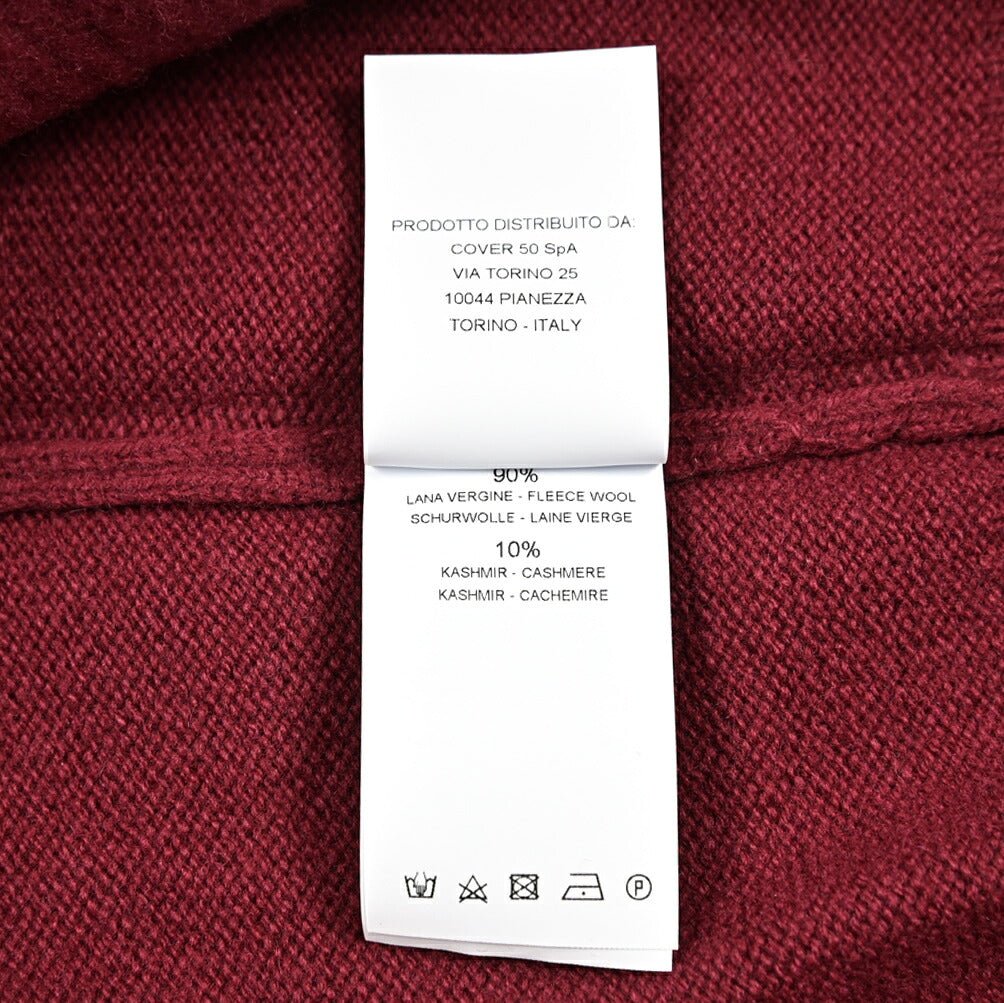 PRODOTTO DISTRIBUITO DA:
COVER 50 SpA
VIA TORINO 25
10044 PIANEZZA
TORINO - ITALY
90%
LANA VERGINE - FLEECE WOOL
SCHURWOLLE - LAINE VIERGE
10%
KASHMIR - CASHMERE
KASHMIR - CACHEMIRE
P